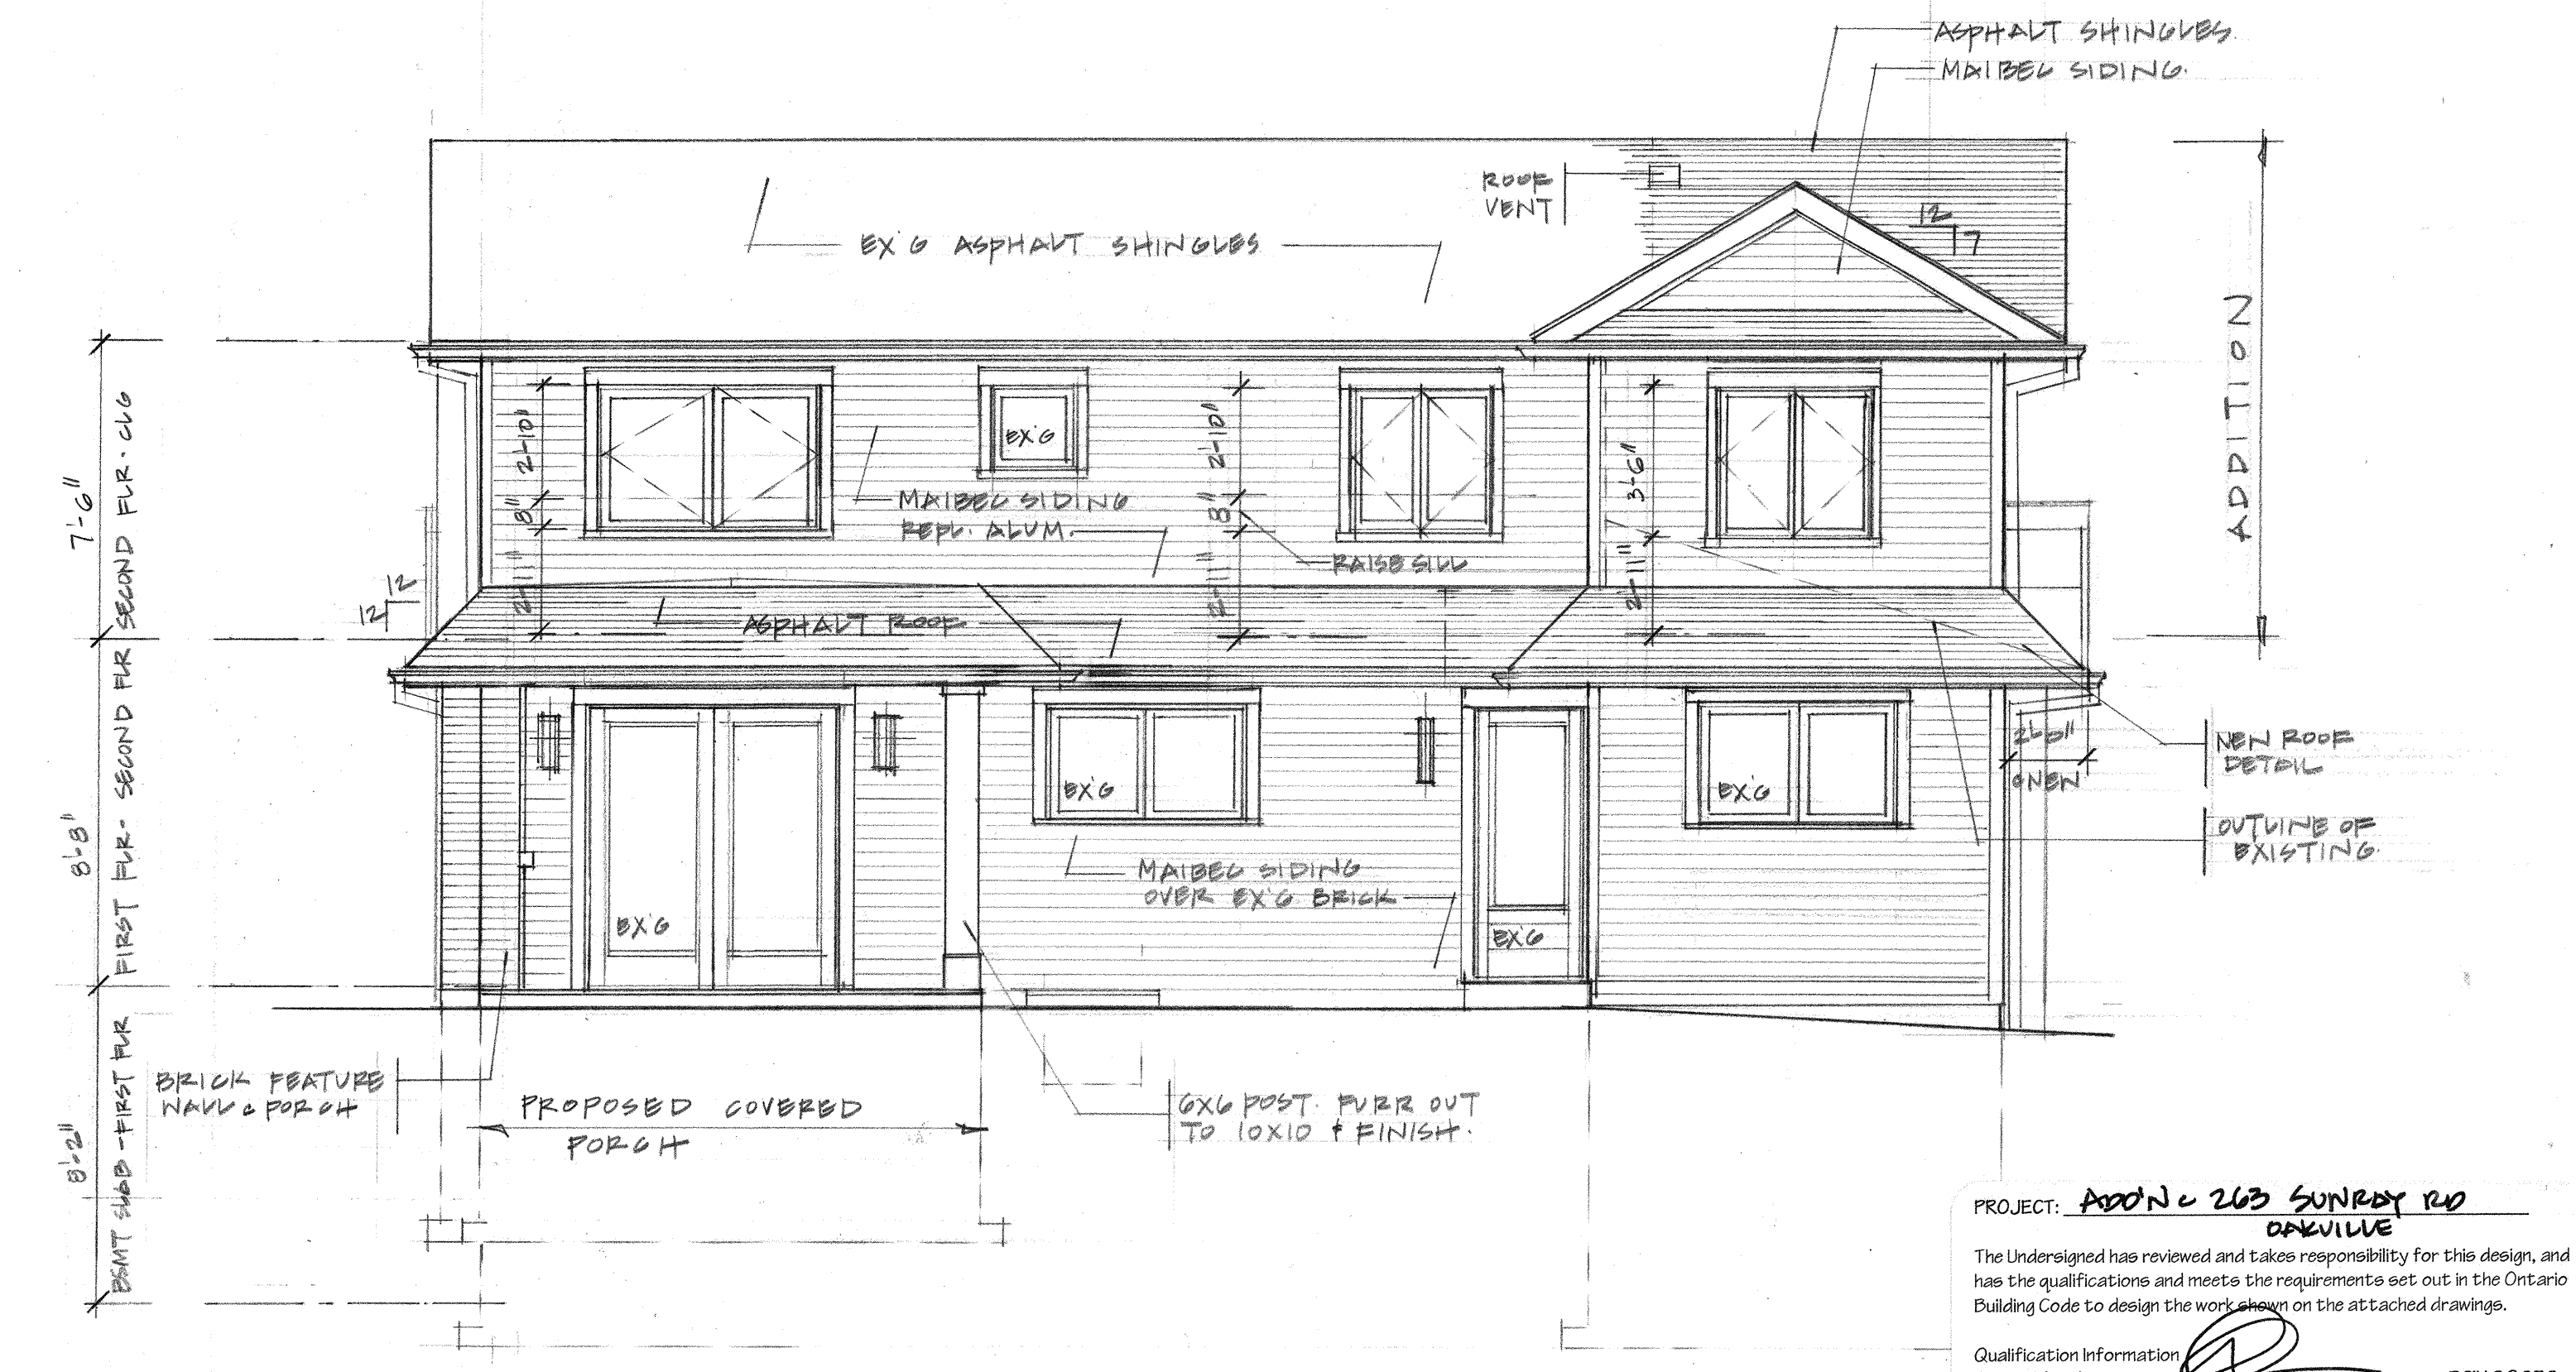 ASPHALT SHINGLES.
MAIBEC SIDING.
ROOF
VENT
12
7
EX'G ASPHALT SHINGLES
ADDITION
7'-6"
SECOND FLR. CLG
2'-10"
8"
2'-11"
EX'G
MAIBEC SIDING
REPL. ALUM.
2'-10"
8"
2'-11"
RAISE SILL
3'-6"
2'-11"
12
12
ASPHALT ROOF
8'-8"
FIRST FLR - SECOND FLR
EX'G
EX'G
EX'G
EX'G
MAIBEC SIDING
OVER EX'G BRICK
NEW ROOF
DETAIL
OUTLINE OF
EXISTING.
8'-2"
BSMT SLAB - FIRST FLR
BRICK FEATURE
WALL @ PORCH
PROPOSED COVERED
PORCH
6X6 POST. FURR OUT
TO 10X10 & FINISH.
PROJECT: ADD'N @ 263 SUNRAY RD
OAKVILLE
The Undersigned has reviewed and takes responsibility for this design, and
has the qualifications and meets the requirements set out in the Ontario
Building Code to design the work shown on the attached drawings.
Qualification Information